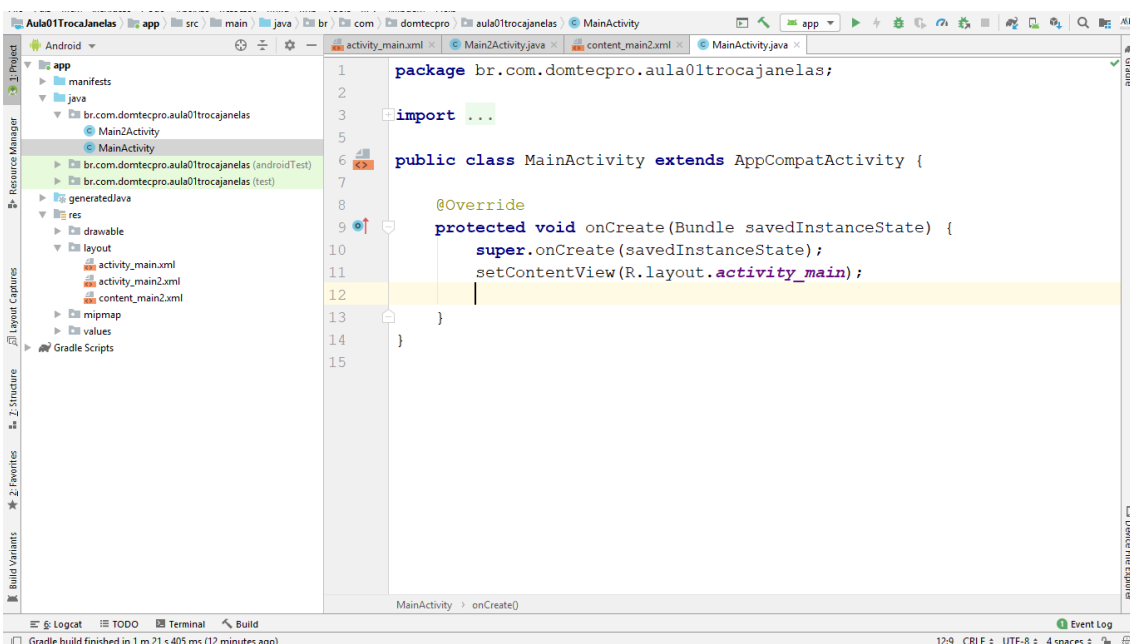 Aula01TrocaJanelas app src main java br com domtecpro aula01trocajanelas MainActivity app
Android
activity_main.xml Main2Activity.java content_main2.xml MainActivity.java
1: Project
Resource Manager
Layout Captures
7: Structure
2: Favorites
Build Variants
app
manifests
java
br.com.domtecpro.aula01trocajanelas
Main2Activity
MainActivity
br.com.domtecpro.aula01trocajanelas (androidTest)
br.com.domtecpro.aula01trocajanelas (test)
generatedJava
res
drawable
layout
activity_main.xml
activity_main2.xml
content_main2.xml
mipmap
values
Gradle Scripts
1 package br.com.domtecpro.aula01trocajanelas;
2
3 import ...
5
6 public class MainActivity extends AppCompatActivity {
7
8 @Override
9 protected void onCreate(Bundle savedInstanceState) {
10 super.onCreate(savedInstanceState);
11 setContentView(R.layout.activity_main);
12
13 }
14 }
15
Gradle
Device File Explorer
MainActivity › onCreate()
6: Logcat TODO Terminal Build 1 Event Log
Gradle build finished in 1 m 21 s 405 ms (12 minutes ago) 12:9 CRLF UTF-8 4 spaces